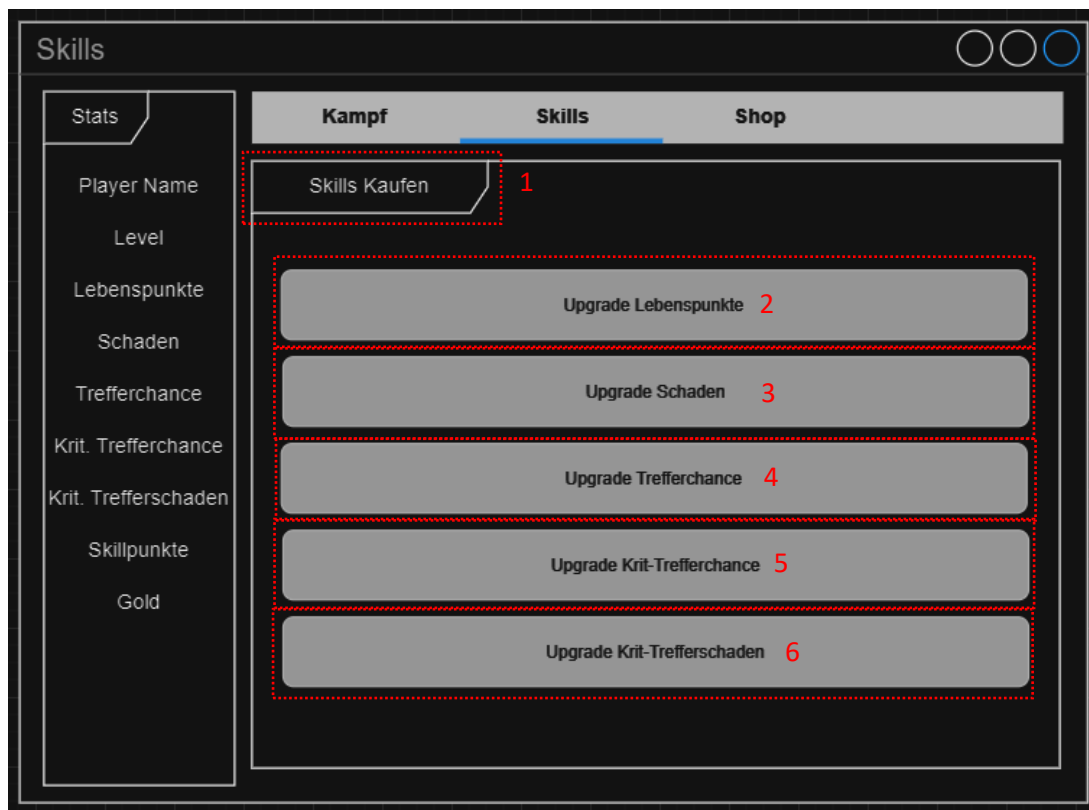 Skills
Stats
Kampf Skills Shop
Player Name
Level
Lebenspunkte
Schaden
Trefferchance
Krit. Trefferchance
Krit. Trefferschaden
Skillpunkte
Gold
Skills Kaufen 1
Upgrade Lebenspunkte 2
Upgrade Schaden 3
Upgrade Trefferchance 4
Upgrade Krit-Trefferchance 5
Upgrade Krit-Trefferschaden 6